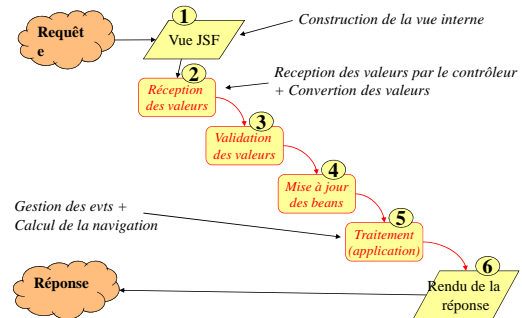 1
Requêt
e
Vue JSF
Construction de la vue interne
2
Réception
des valeurs
Reception des valeurs par le contrôleur
+ Convertion des valeurs
3
Validation
des valeurs
4
Mise à jour
des beans
Gestion des evts +
Calcul de la navigation
5
Traitement
(application)
6
Rendu de la
réponse
Réponse